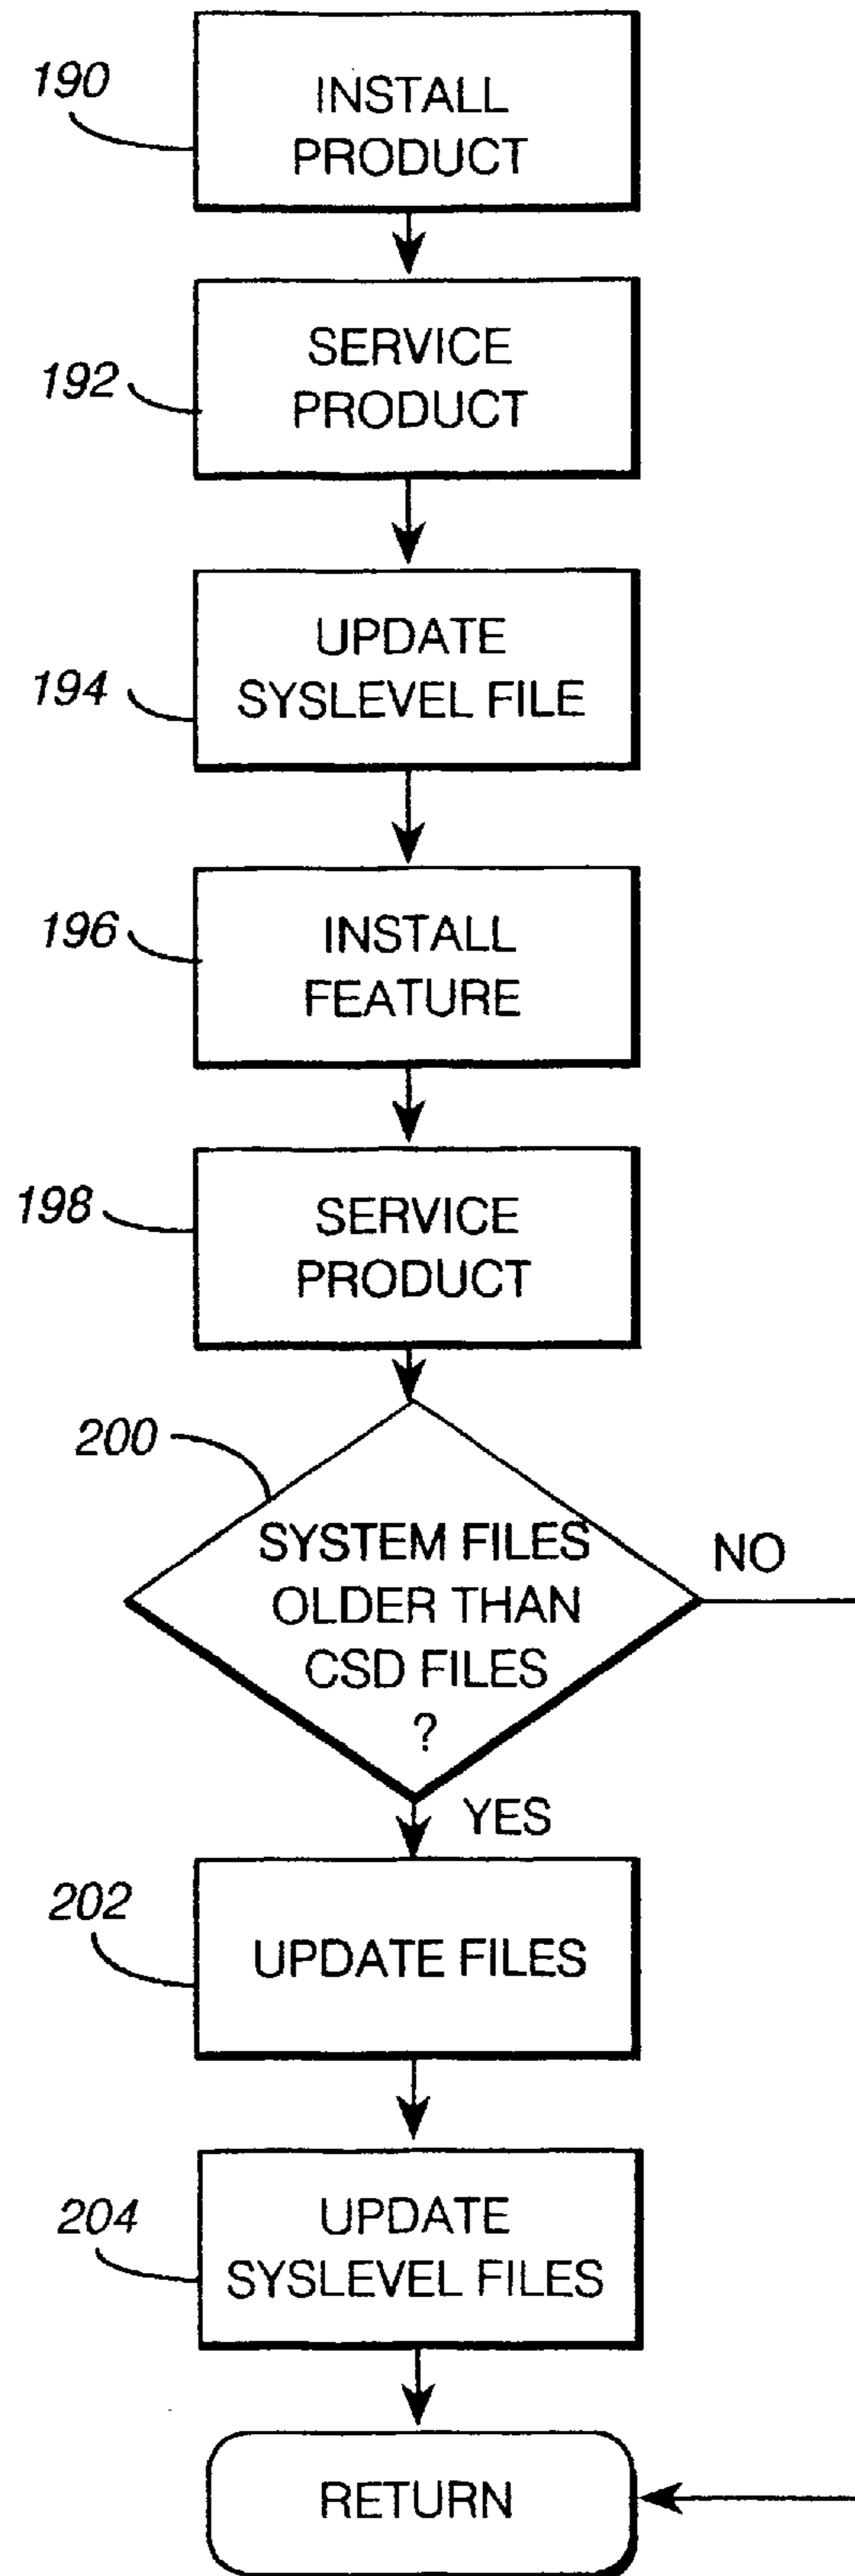 190
INSTALL
PRODUCT
192
SERVICE
PRODUCT
194
UPDATE
SYSLEVEL FILE
196
INSTALL
FEATURE
198
SERVICE
PRODUCT
200
SYSTEM FILES
OLDER THAN
CSD FILES
?
NO
YES
202
UPDATE FILES
204
UPDATE
SYSLEVEL FILES
RETURN